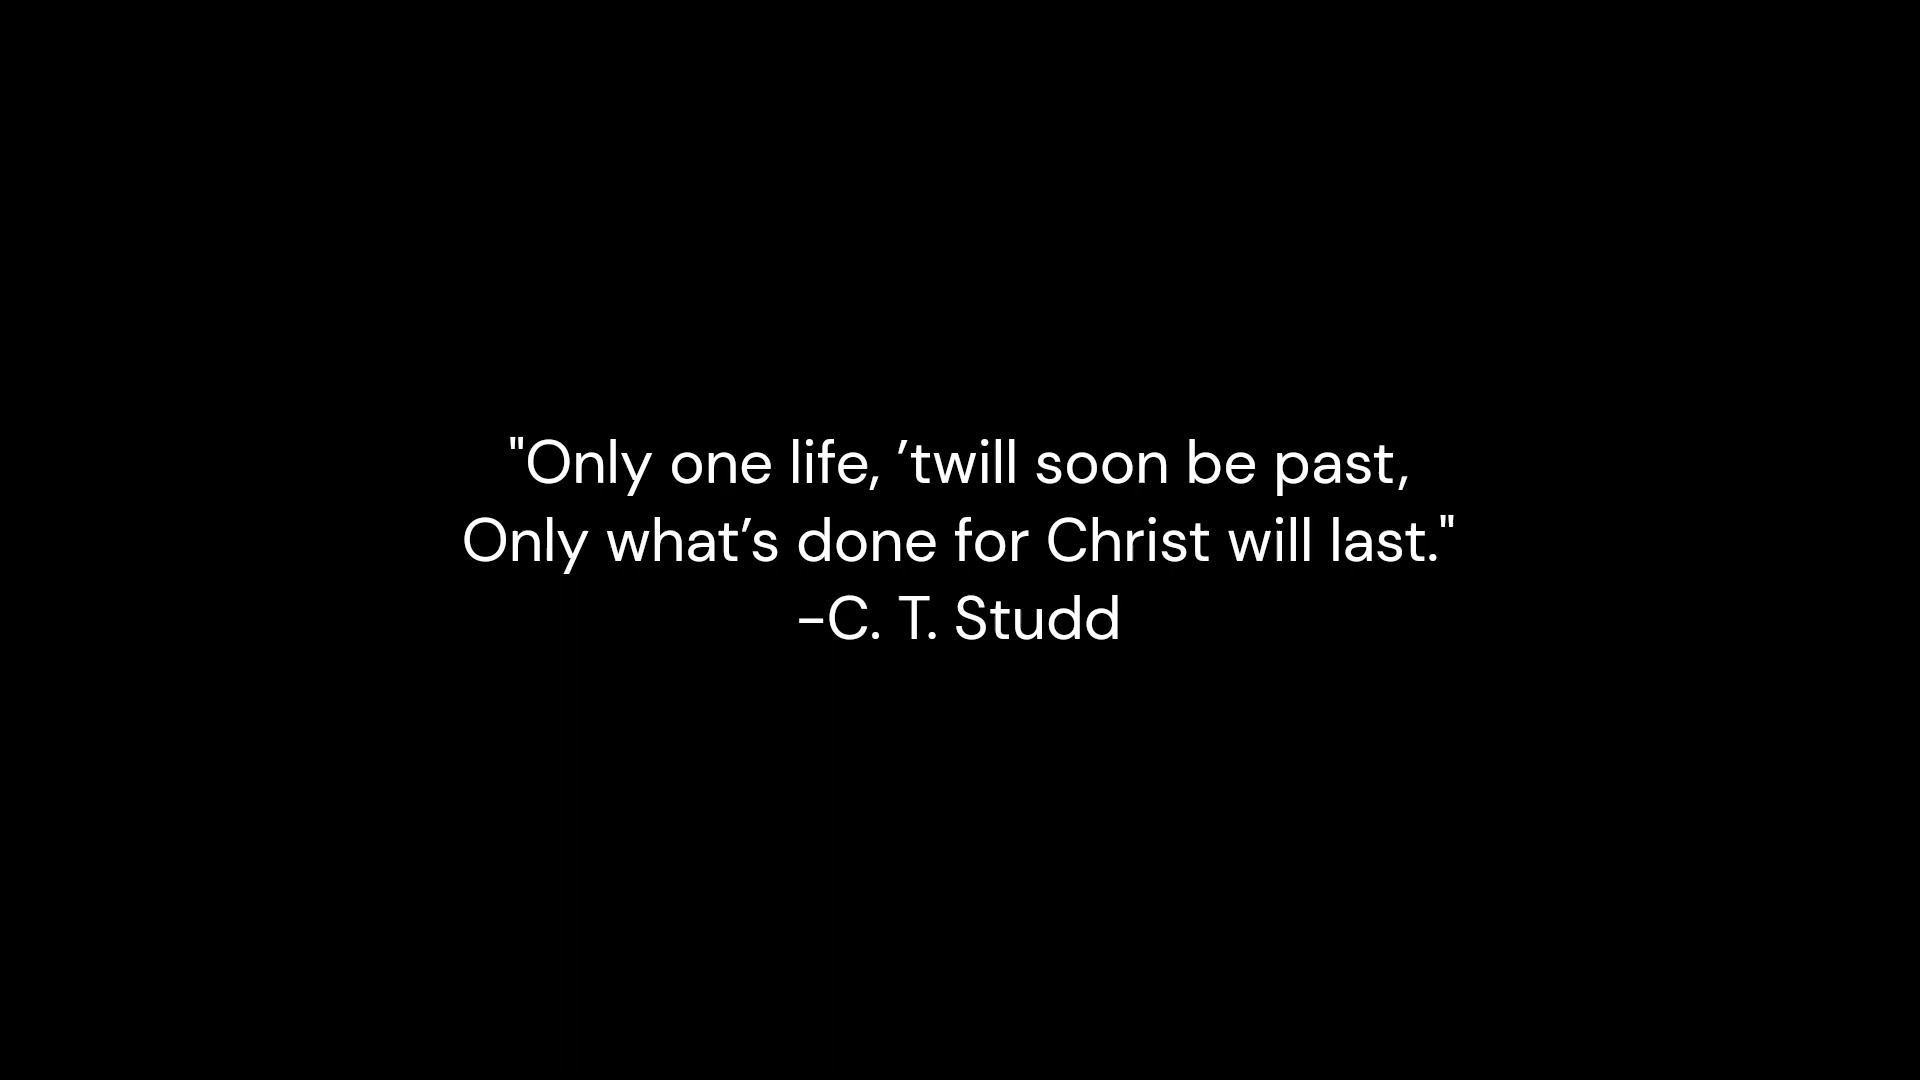 "Only one life, ’twill soon be past,
Only what’s done for Christ will last."
-C. T. Studd